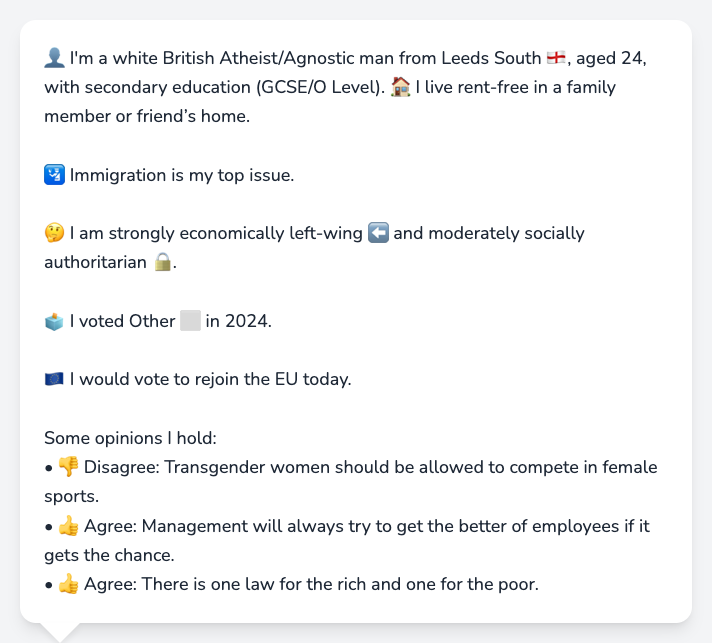 👤 I'm a white British Atheist/Agnostic man from Leeds South 🏴󠁧󠁢󠁥󠁮󠁧󠁿, aged 24,
with secondary education (GCSE/O Level). 🏠 I live rent-free in a family
member or friend’s home.
🛂 Immigration is my top issue.
🤔 I am strongly economically left-wing ⬅️ and moderately socially
authoritarian 🔒.
🗳️ I voted Other ⬜ in 2024.
🇪🇺 I would vote to rejoin the EU today.
Some opinions I hold:
• 👎 Disagree: Transgender women should be allowed to compete in female
sports.
• 👍 Agree: Management will always try to get the better of employees if it
gets the chance.
• 👍 Agree: There is one law for the rich and one for the poor.